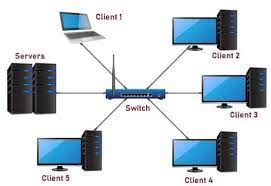 Client 1
Servers
Client 2
Client 3
Switch
Client 5
Client 4